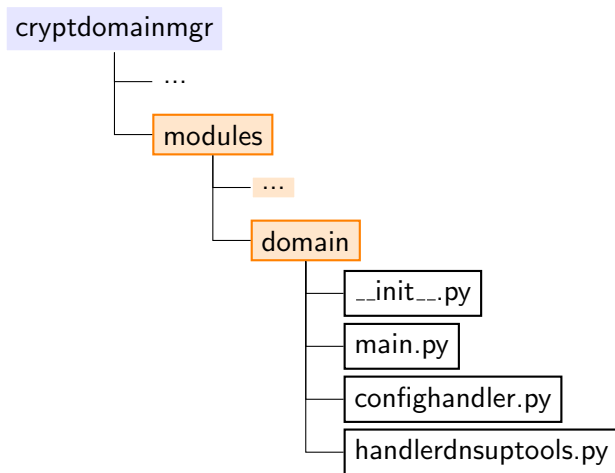 cryptdomainmgr
...
modules
...
domain
__init__.py
main.py
confighandler.py
handlerdnsuptools.py